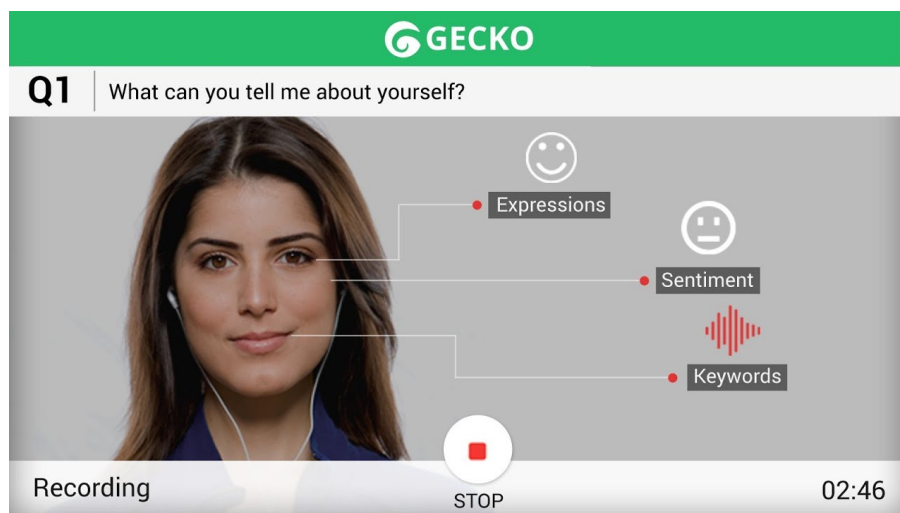 GECKO
Q1 What can you tell me about yourself?
Expressions
Sentiment
Keywords
Recording
STOP
02:46